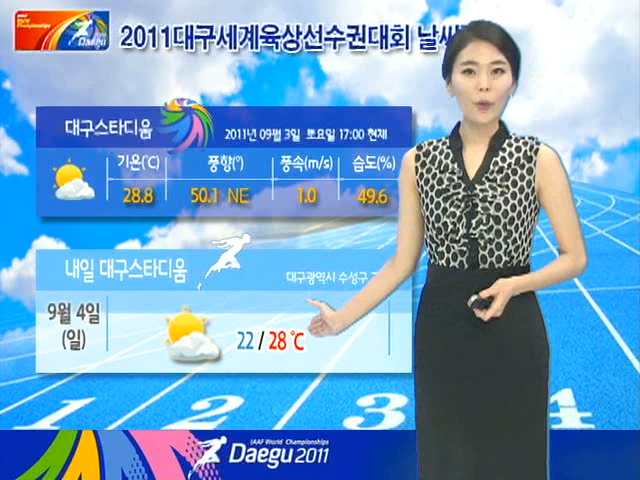 Daegu
2011대구세계육상선수권대회 날씨
대구스타디움
2011년 09월 3일 토요일 17:00 현재
기온(℃) 풍향(º) 풍속(m/s) 습도(%)
28.8 50.1 NE 1.0 49.6
내일 대구스타디움
대구광역시 수성구
9월 4일
(일)
22 / 28 ℃
1 2 3 4
IAAF World Championships
Daegu 2011